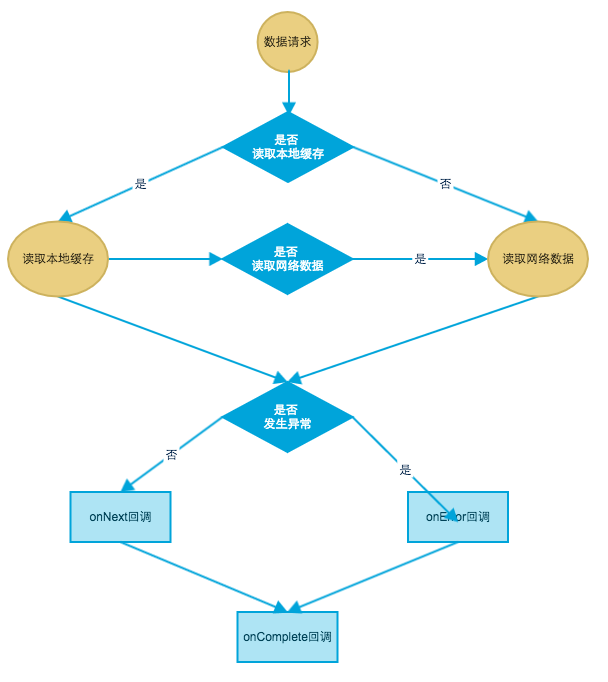 数据请求
是否
读取本地缓存
是
否
读取本地缓存
是否
读取网络数据
是
读取网络数据
是否
发生异常
否
是
onNext回调
onError回调
onComplete回调